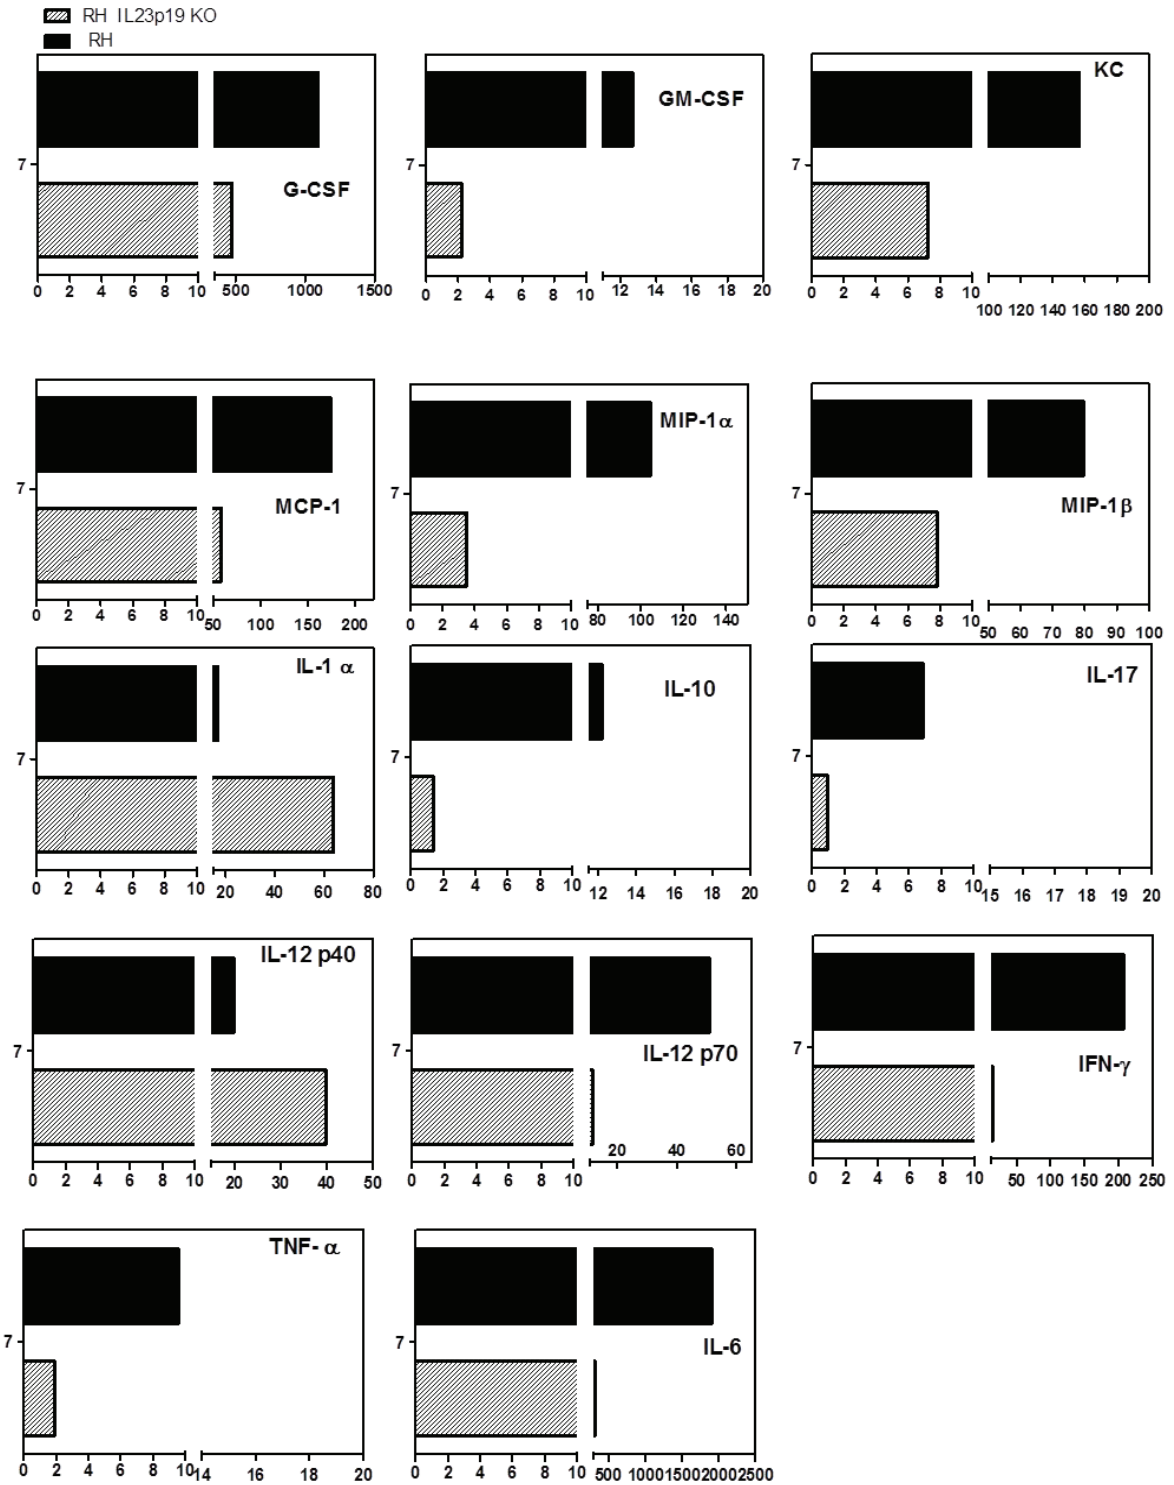 RH IL23p19 KO
RH
7
G-CSF
0 2 4 6 8 10 500 1000 1500
7
GM-CSF
0 2 4 6 8 10 12 14 16 18 20
7
KC
0 2 4 6 8 10
100 120 140 160 180 200
7
MCP-1
0 2 4 6 8 10 50 100 150 200
7
MIP-1α
0 2 4 6 8 10 80 100 120 140
7
MIP-1β
0 2 4 6 8 10 50 60 70 80 90 100
7
IL-1 α
0 2 4 6 8 10 20 40 60 80
7
IL-10
0 2 4 6 8 10 12 14 16 18 20
7
IL-17
0 2 4 6 8 10 15 16 17 18 19 20
7
IL-12 p40
0 2 4 6 8 10 20 30 40 50
7
IL-12 p70
20 40 60
0 2 4 6 8 10
7
IFN-γ
0 2 4 6 8 10 50 100 150 200 250
7
TNF- α
0 2 4 6 8 10 14 16 18 20
7
IL-6
0 2 4 6 8 10 500 1000 1500 2000 2500